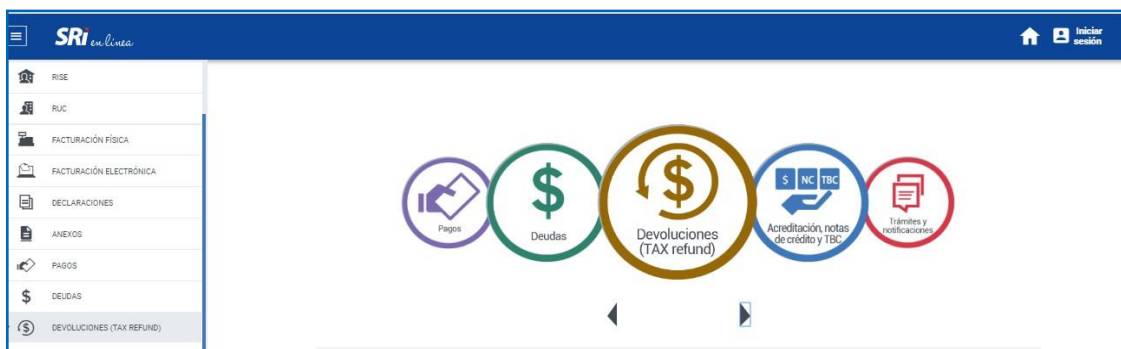 SRi en línea
Iniciar
sesión
RISE
RUC
FACTURACIÓN FÍSICA
FACTURACIÓN ELECTRÓNICA
DECLARACIONES
ANEXOS
PAGOS
$ DEUDAS
$ DEVOLUCIONES (TAX REFUND)
Pagos
$
Deudas
$
Devoluciones
(TAX refund)
$ NC TBC
Acreditación, notas
de crédito y TBC
Trámites y
notificaciones